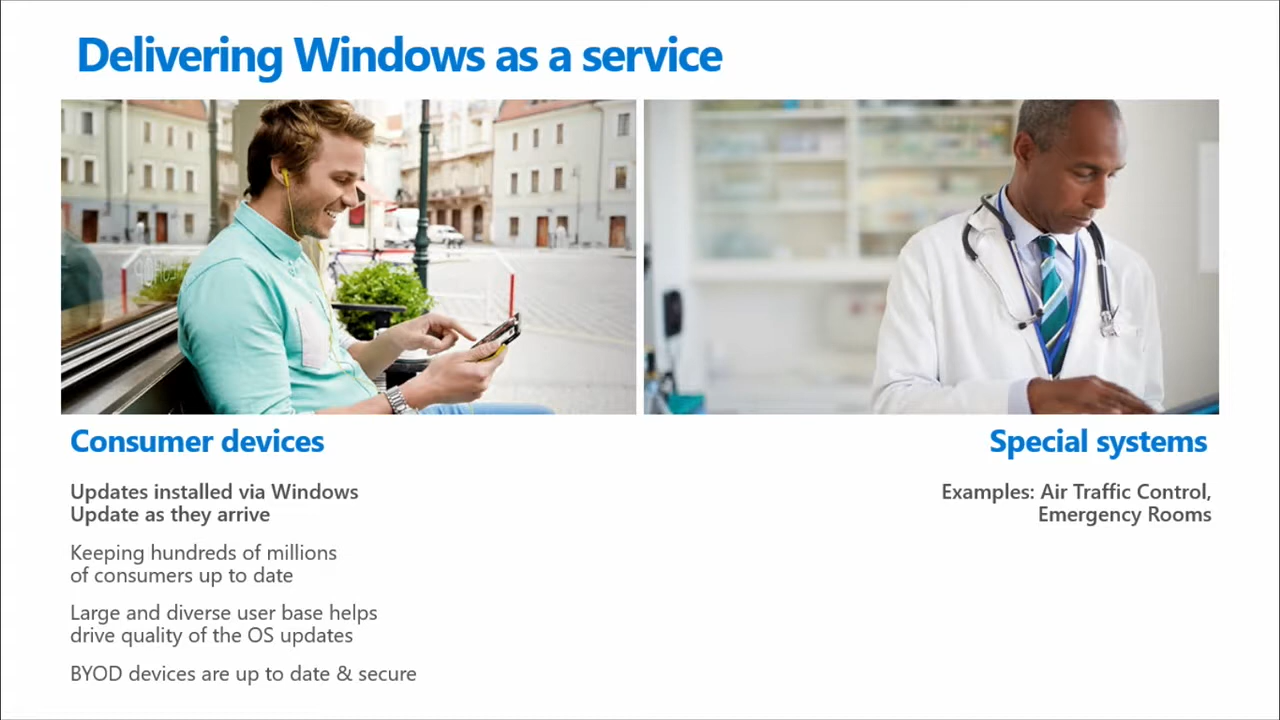 Delivering Windows as a service
Consumer devices
Updates installed via Windows
Update as they arrive
Keeping hundreds of millions
of consumers up to date
Large and diverse user base helps
drive quality of the OS updates
BYOD devices are up to date & secure
Special systems
Examples: Air Traffic Control,
Emergency Rooms